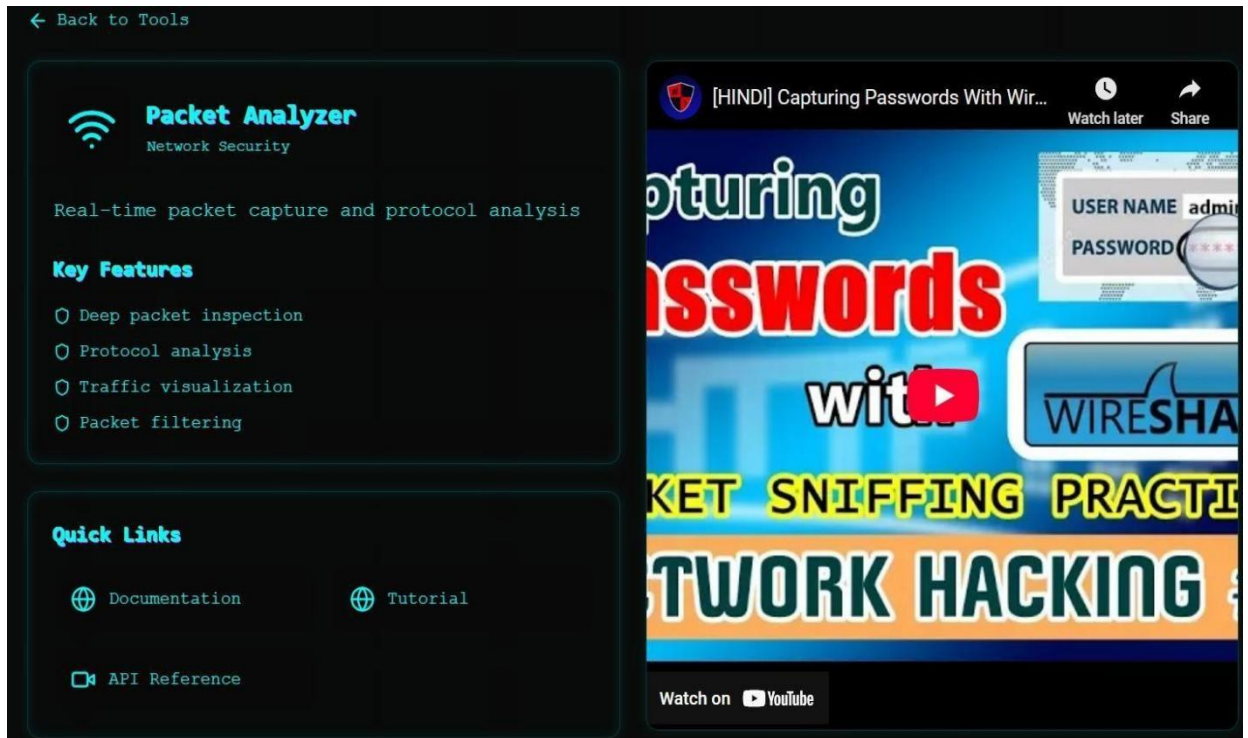 Back to Tools
Packet Analyzer
Network Security
Real-time packet capture and protocol analysis
Key Features
Deep packet inspection
Protocol analysis
Traffic visualization
Packet filtering
Quick Links
Documentation
Tutorial
API Reference
[HINDI] Capturing Passwords With Wir...
Watch later
Share
pturing
asswords
with
USER NAME admi
PASSWORD ****
WIRESHA
KET SNIFFING PRACTI
TWORK HACKING
Watch on YouTube